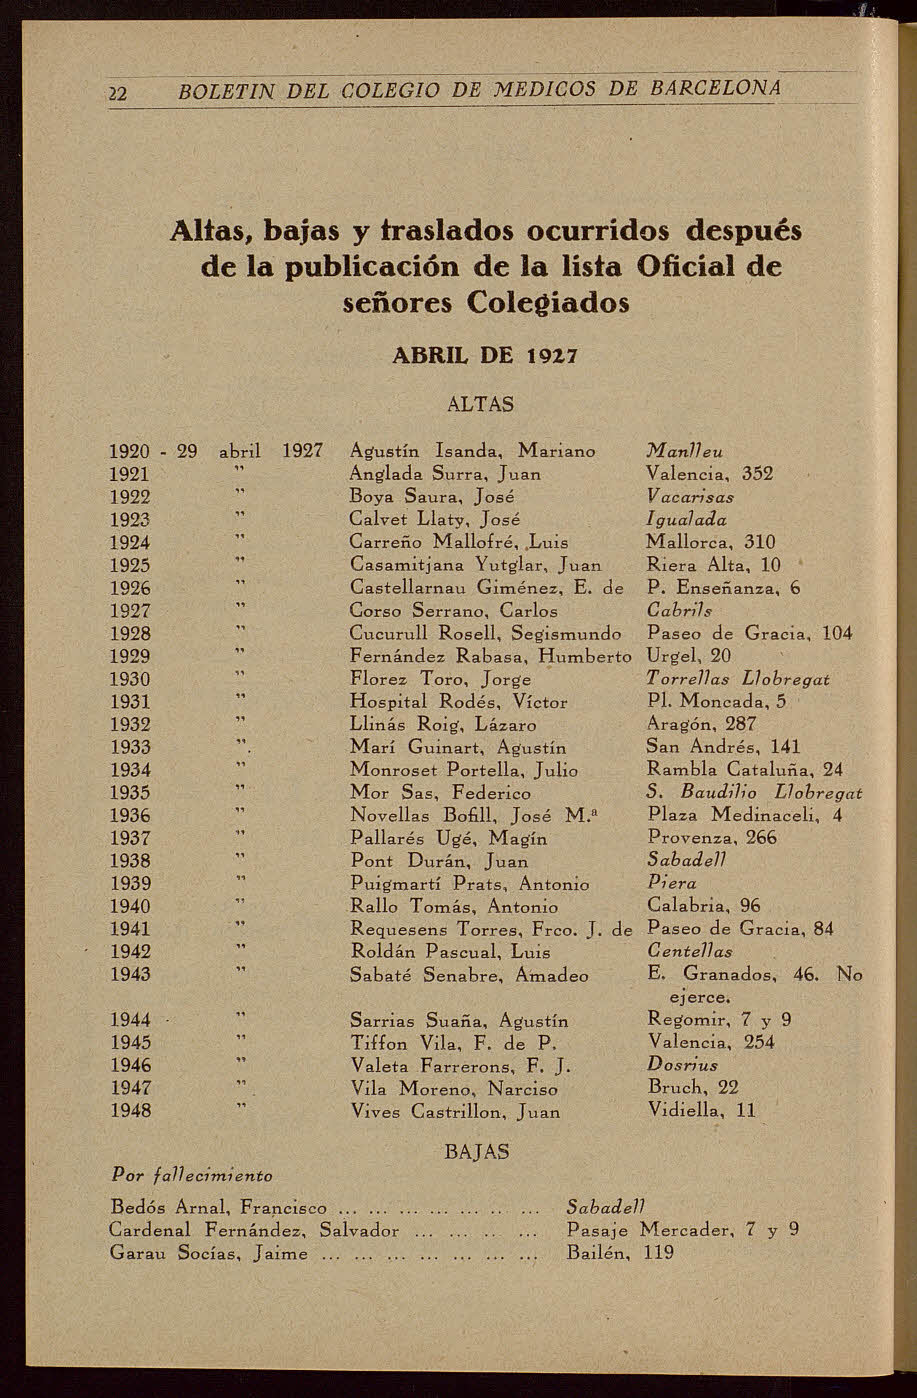 22 BOLETIN DEL COLEGIO DE MEDICOS DE BARCELONA
Altas, bajas y traslados ocurridos después
de la publicación de la lista Oficial de
señores Colegiados
ABRIL DE 1927
ALTAS
1920 - 29 abril 1927 Agustín Isanda, Mariano Manlleu
1921 " Anglada Surra, Juan Valencia, 352
1922 " Boya Saura, José Vacarisas
1923 " Calvet Llaty, José Igualada
1924 " Carreño Mallofré, Luis Mallorca, 310
1925 " Casamitjana Yutglar, Juan Riera Alta, 10
1926 " Castellarnau Giménez, E. de P. Enseñanza, 6
1927 " Corso Serrano, Carlos Cabrils
1928 " Cucurull Rosell, Segismundo Paseo de Gracia, 104
1929 " Fernández Rabasa, Humberto Urgel, 20
1930 " Florez Toro, Jorge Torrellas Llobregat
1931 " Hospital Rodés, Víctor Pl. Moncada, 5
1932 " Llinás Roig, Lázaro Aragón, 287
1933 " Marí Guinart, Agustín San Andrés, 141
1934 " Monroset Portella, Julio Rambla Cataluña, 24
1935 " Mor Sas, Federico S. Baudilio Llobregat
1936 " Novellas Bofill, José M.ª Plaza Medinaceli, 4
1937 " Pallarés Ugé, Magín Provenza, 266
1938 " Pont Durán, Juan Sabadell
1939 " Puigmartí Prats, Antonio Piera
1940 " Rallo Tomás, Antonio Calabria, 96
1941 " Requesens Torres, Frco. J. de Paseo de Gracia, 84
1942 " Roldán Pascual, Luis Centellas
1943 " Sabaté Senabre, Amadeo E. Granados, 46. No
ejerce.
1944 " Sarrias Suaña, Agustín Regomir, 7 y 9
1945 " Tiffon Vila, F. de P. Valencia, 254
1946 " Valeta Farrerons, F. J. Dosrius
1947 " Vila Moreno, Narciso Bruch, 22
1948 " Vives Castrillon, Juan Vidiella, 11
BAJAS
Por fallecimiento
Bedós Arnal, Francisco ... ... ... ... ... ... .. ... Sabadell
Cardenal Fernández, Salvador ... ... .. ... Pasaje Mercader, 7 y 9
Garau Socías, Jaime ... ... ... ... ... ... ... Bailén, 119